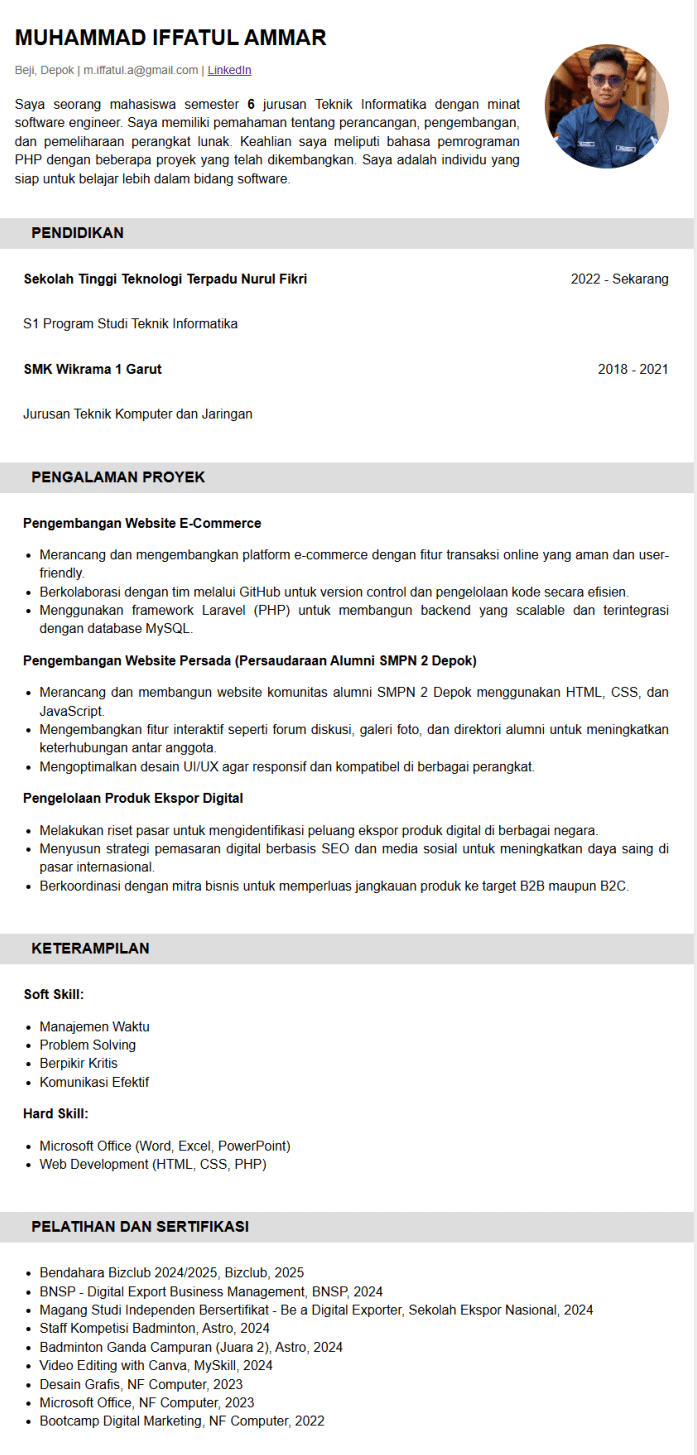 MUHAMMAD IFFATUL AMMAR
Beji, Depok | m.iffatul.a@gmail.com | LinkedIn
Saya seorang mahasiswa semester 6 jurusan Teknik Informatika dengan minat
software engineer. Saya memiliki pemahaman tentang perancangan, pengembangan,
dan pemeliharaan perangkat lunak. Keahlian saya meliputi bahasa pemrograman
PHP dengan beberapa proyek yang telah dikembangkan. Saya adalah individu yang
siap untuk belajar lebih dalam bidang software.
PENDIDIKAN
Sekolah Tinggi Teknologi Terpadu Nurul Fikri 2022 - Sekarang
S1 Program Studi Teknik Informatika
SMK Wikrama 1 Garut 2018 - 2021
Jurusan Teknik Komputer dan Jaringan
PENGALAMAN PROYEK
Pengembangan Website E-Commerce
• Merancang dan mengembangkan platform e-commerce dengan fitur transaksi online yang aman dan user-
friendly.
• Berkolaborasi dengan tim melalui GitHub untuk version control dan pengelolaan kode secara efisien.
• Menggunakan framework Laravel (PHP) untuk membangun backend yang scalable dan terintegrasi
dengan database MySQL.
Pengembangan Website Persada (Persaudaraan Alumni SMPN 2 Depok)
• Merancang dan membangun website komunitas alumni SMPN 2 Depok menggunakan HTML, CSS, dan
JavaScript.
• Mengembangkan fitur interaktif seperti forum diskusi, galeri foto, dan direktori alumni untuk meningkatkan
keterhubungan antar anggota.
• Mengoptimalkan desain UI/UX agar responsif dan kompatibel di berbagai perangkat.
Pengelolaan Produk Ekspor Digital
• Melakukan riset pasar untuk mengidentifikasi peluang ekspor produk digital di berbagai negara.
• Menyusun strategi pemasaran digital berbasis SEO dan media sosial untuk meningkatkan daya saing di
pasar internasional.
• Berkoordinasi dengan mitra bisnis untuk memperluas jangkauan produk ke target B2B maupun B2C.
KETERAMPILAN
Soft Skill:
• Manajemen Waktu
• Problem Solving
• Berpikir Kritis
• Komunikasi Efektif
Hard Skill:
• Microsoft Office (Word, Excel, PowerPoint)
• Web Development (HTML, CSS, PHP)
PELATIHAN DAN SERTIFIKASI
• Bendahara Bizclub 2024/2025, Bizclub, 2025
• BNSP - Digital Export Business Management, BNSP, 2024
• Magang Studi Independen Bersertifikat - Be a Digital Exporter, Sekolah Ekspor Nasional, 2024
• Staff Kompetisi Badminton, Astro, 2024
• Badminton Ganda Campuran (Juara 2), Astro, 2024
• Video Editing with Canva, MySkill, 2024
• Desain Grafis, NF Computer, 2023
• Microsoft Office, NF Computer, 2023
• Bootcamp Digital Marketing, NF Computer, 2022